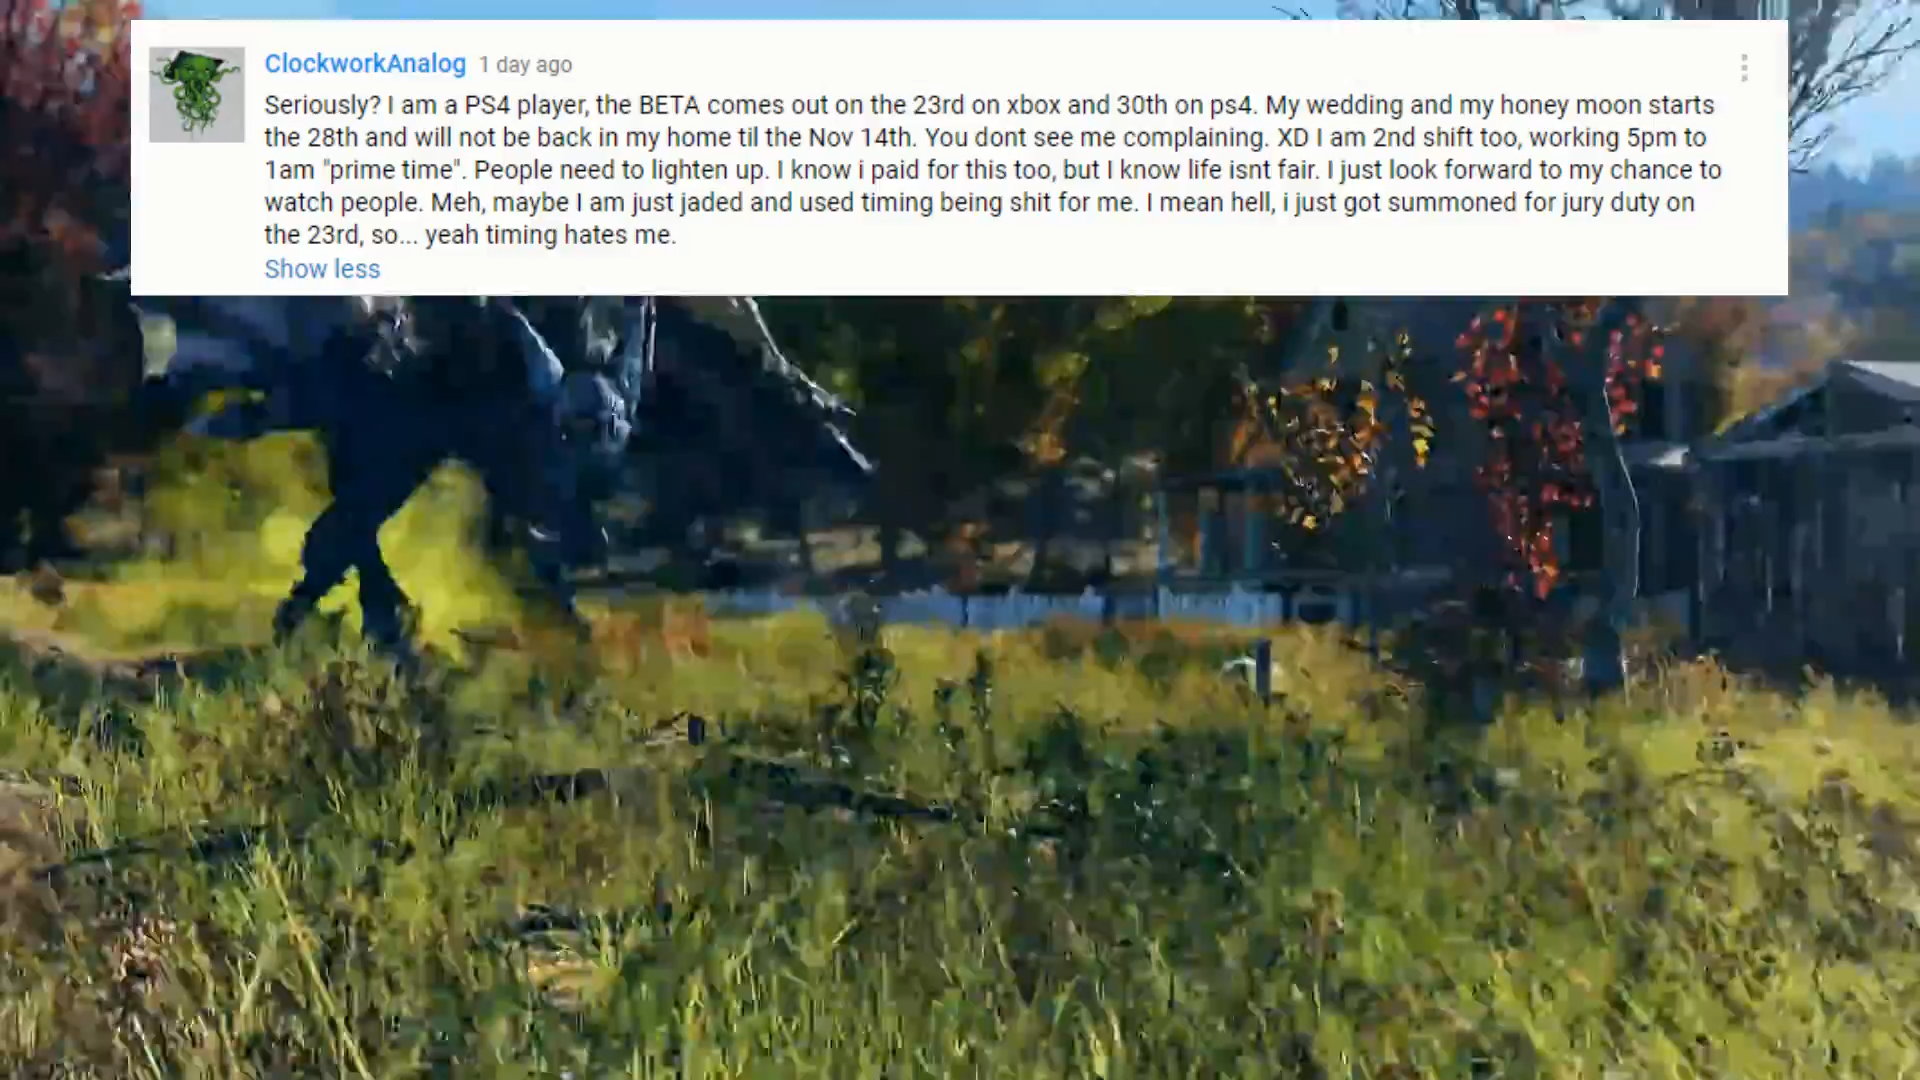 ClockworkAnalog 1 day ago
Seriously? I am a PS4 player, the BETA comes out on the 23rd on xbox and 30th on ps4. My wedding and my honey moon starts
the 28th and will not be back in my home til the Nov 14th. You dont see me complaining. XD I am 2nd shift too, working 5pm to
1am "prime time". People need to lighten up. I know i paid for this too, but I know life isnt fair. I just look forward to my chance to
watch people. Meh, maybe I am just jaded and used timing being shit for me. I mean hell, i just got summoned for jury duty on
the 23rd, so... yeah timing hates me.
Show less